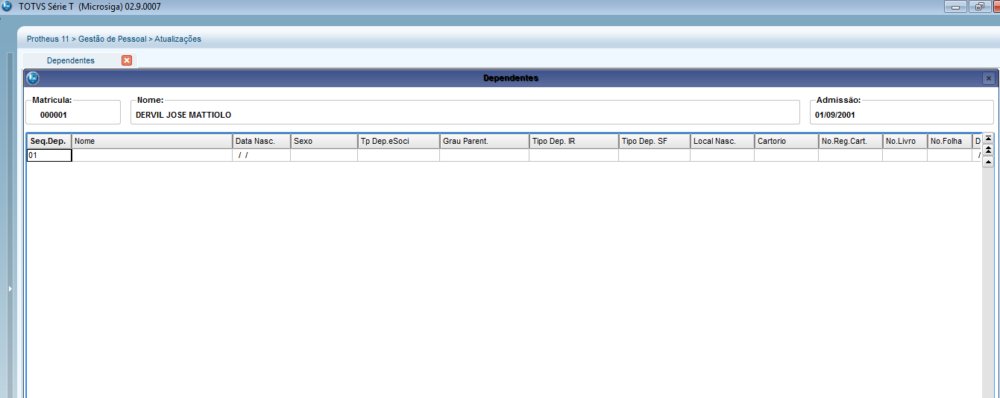 TOTVS Série T (Microsiga) 02.9.0007
Protheus 11 > Gestão de Pessoal > Atualizações
Dependentes
Dependentes
Matricula: Nome: Admissão:
000001 DERVIL JOSE MATTIOLO 01/09/2001
Seq.Dep. Nome Data Nasc. Sexo Tp Dep.eSoci Grau Parent. Tipo Dep. IR Tipo Dep. SF Local Nasc. Cartorio No.Reg.Cart. No.Livro No.Folha D
01 / / /